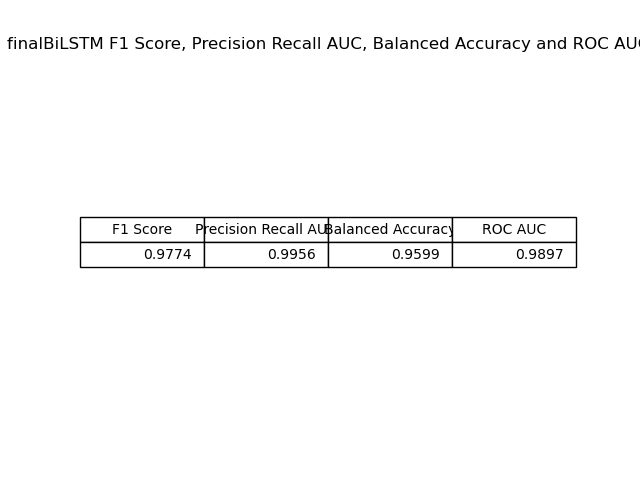 finalBiLSTM F1 Score, Precision Recall AUC, Balanced Accuracy and ROC AUC
F1 Score Precision Recall AU Balanced Accuracy ROC AUC
0.9774 0.9956 0.9599 0.9897